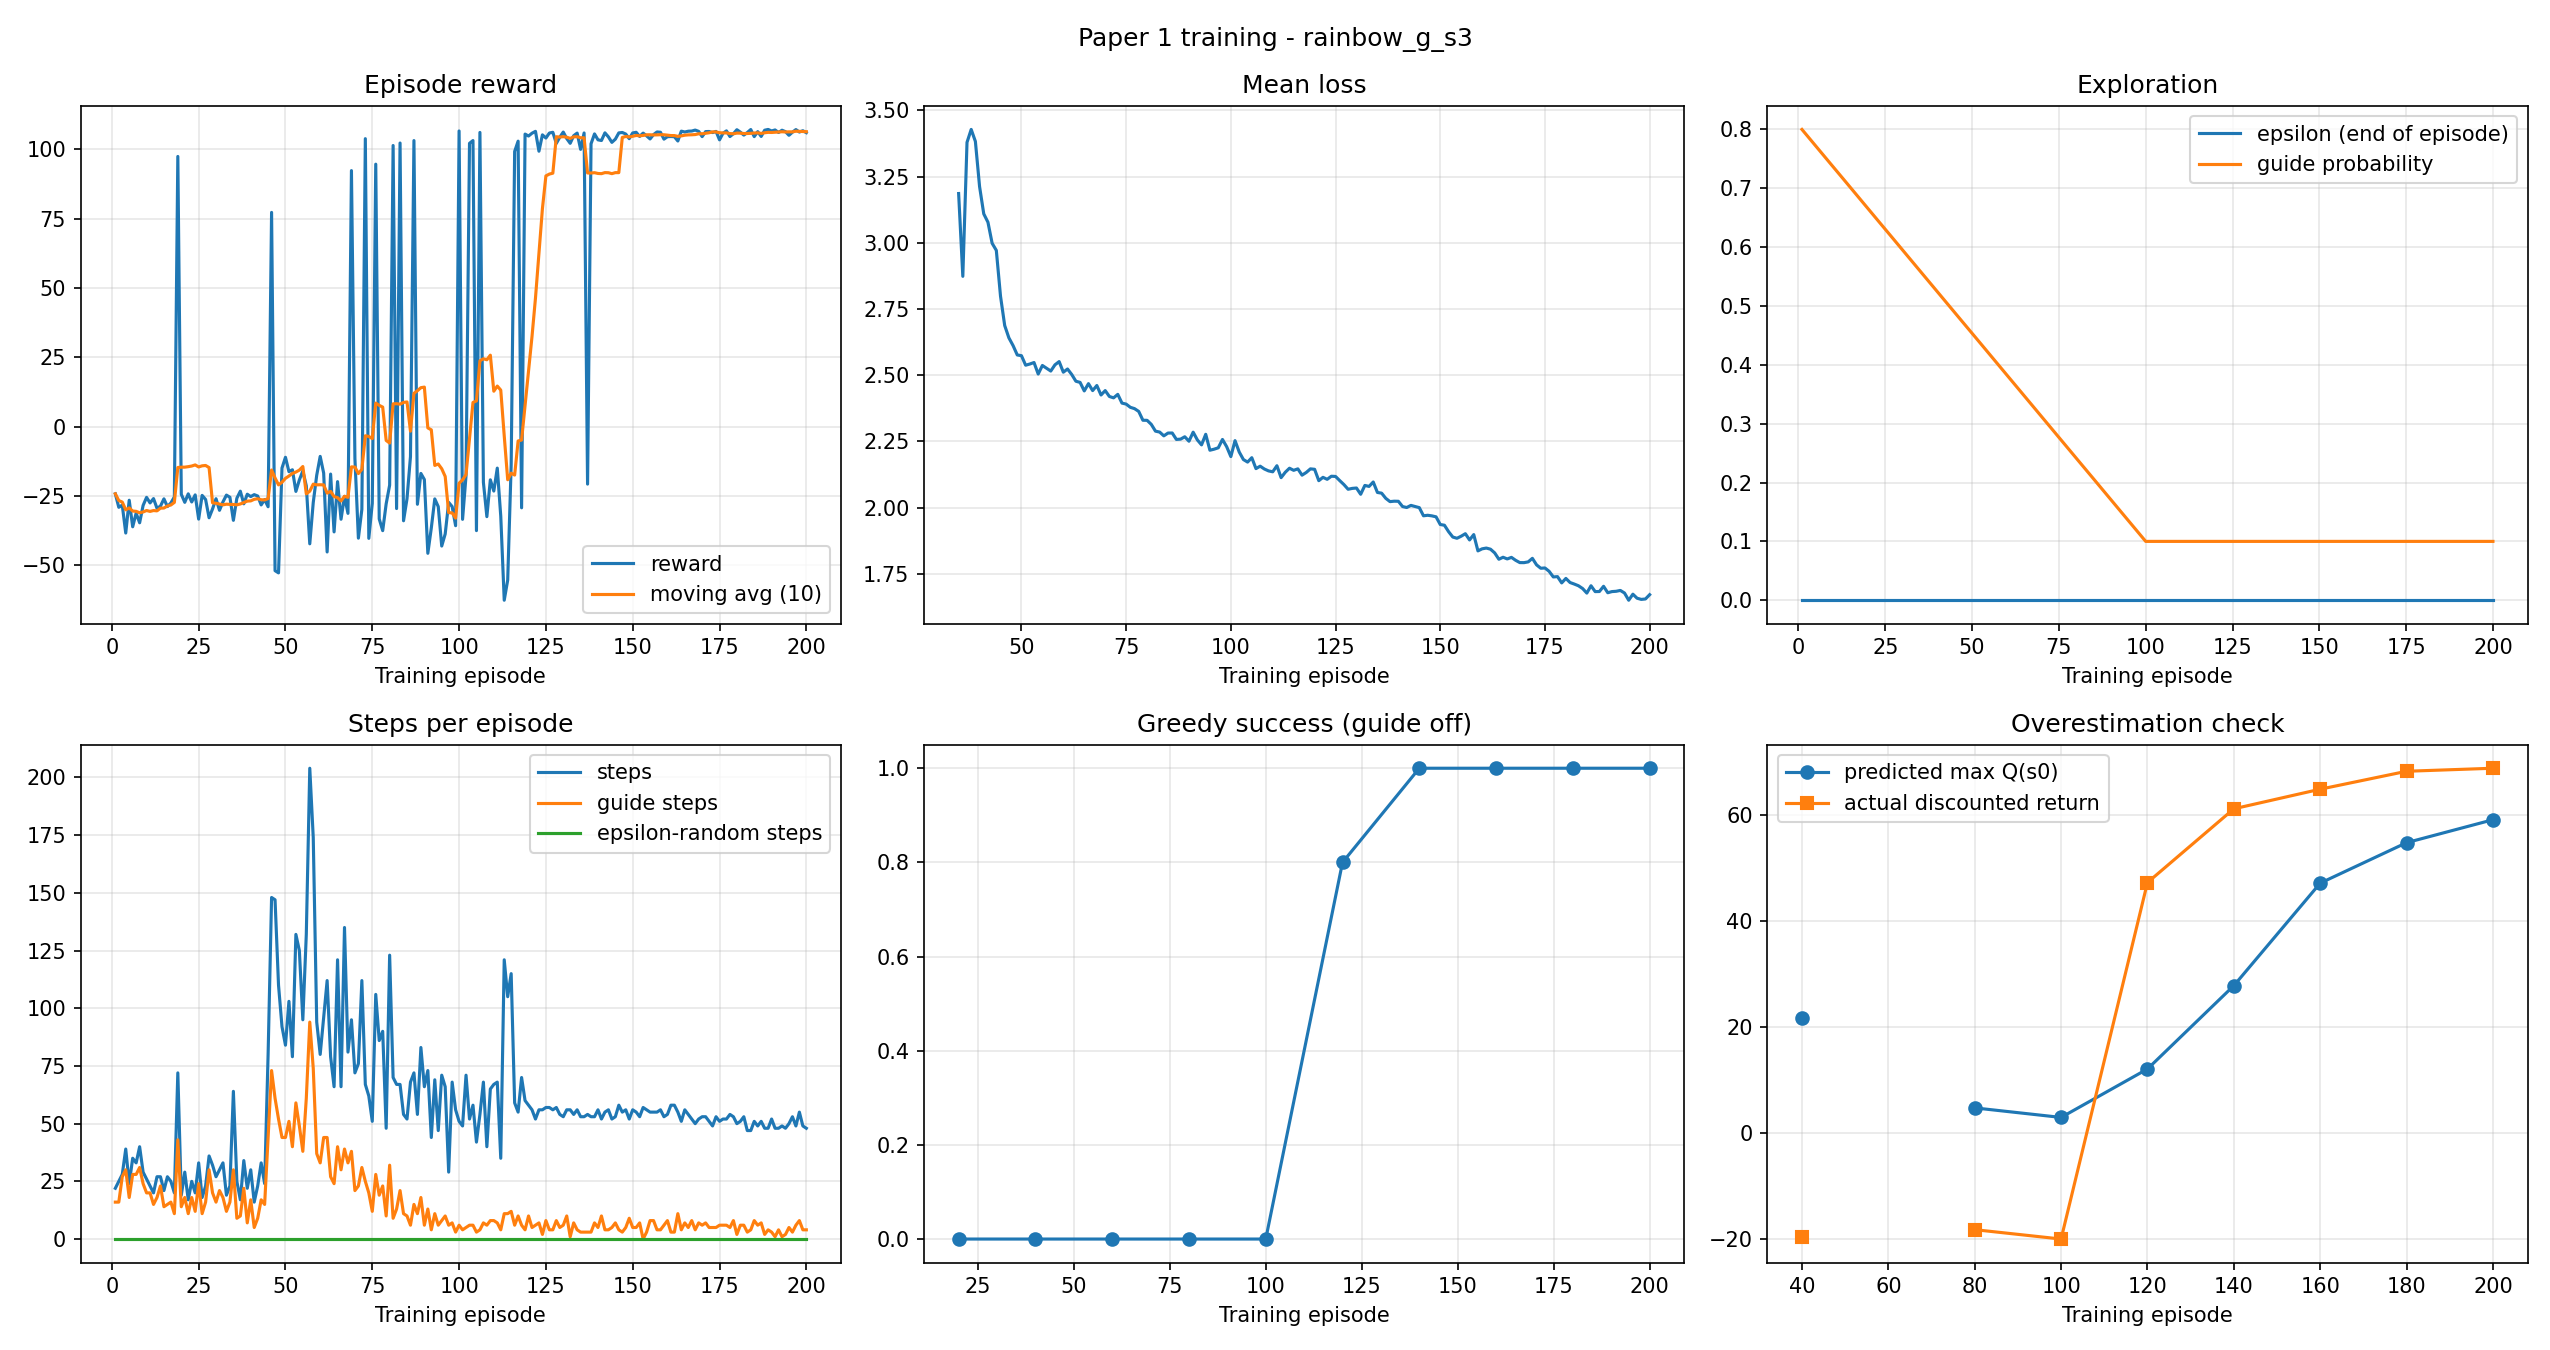 Paper 1 training - rainbow_g_s3
Episode reward
100
75
50
25
0
−25
−50
0 25 50 75 100 125 150 175 200
Training episode
reward
moving avg (10)
Mean loss
3.50
3.25
3.00
2.75
2.50
2.25
2.00
1.75
50 75 100 125 150 175 200
Training episode
Exploration
0.8
0.7
0.6
0.5
0.4
0.3
0.2
0.1
0.0
0 25 50 75 100 125 150 175 200
Training episode
epsilon (end of episode)
guide probability
Steps per episode
200
175
150
125
100
75
50
25
0
0 25 50 75 100 125 150 175 200
Training episode
steps
guide steps
epsilon-random steps
Greedy success (guide off)
1.0
0.8
0.6
0.4
0.2
0.0
25 50 75 100 125 150 175 200
Training episode
Overestimation check
60
40
20
0
−20
40 60 80 100 120 140 160 180 200
Training episode
predicted max Q(s0)
actual discounted return